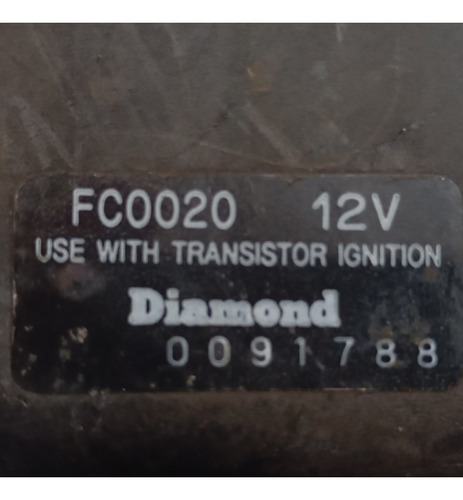 FC0020 12V
USE WITH TRANSISTOR IGNITION
Diamond
0091788